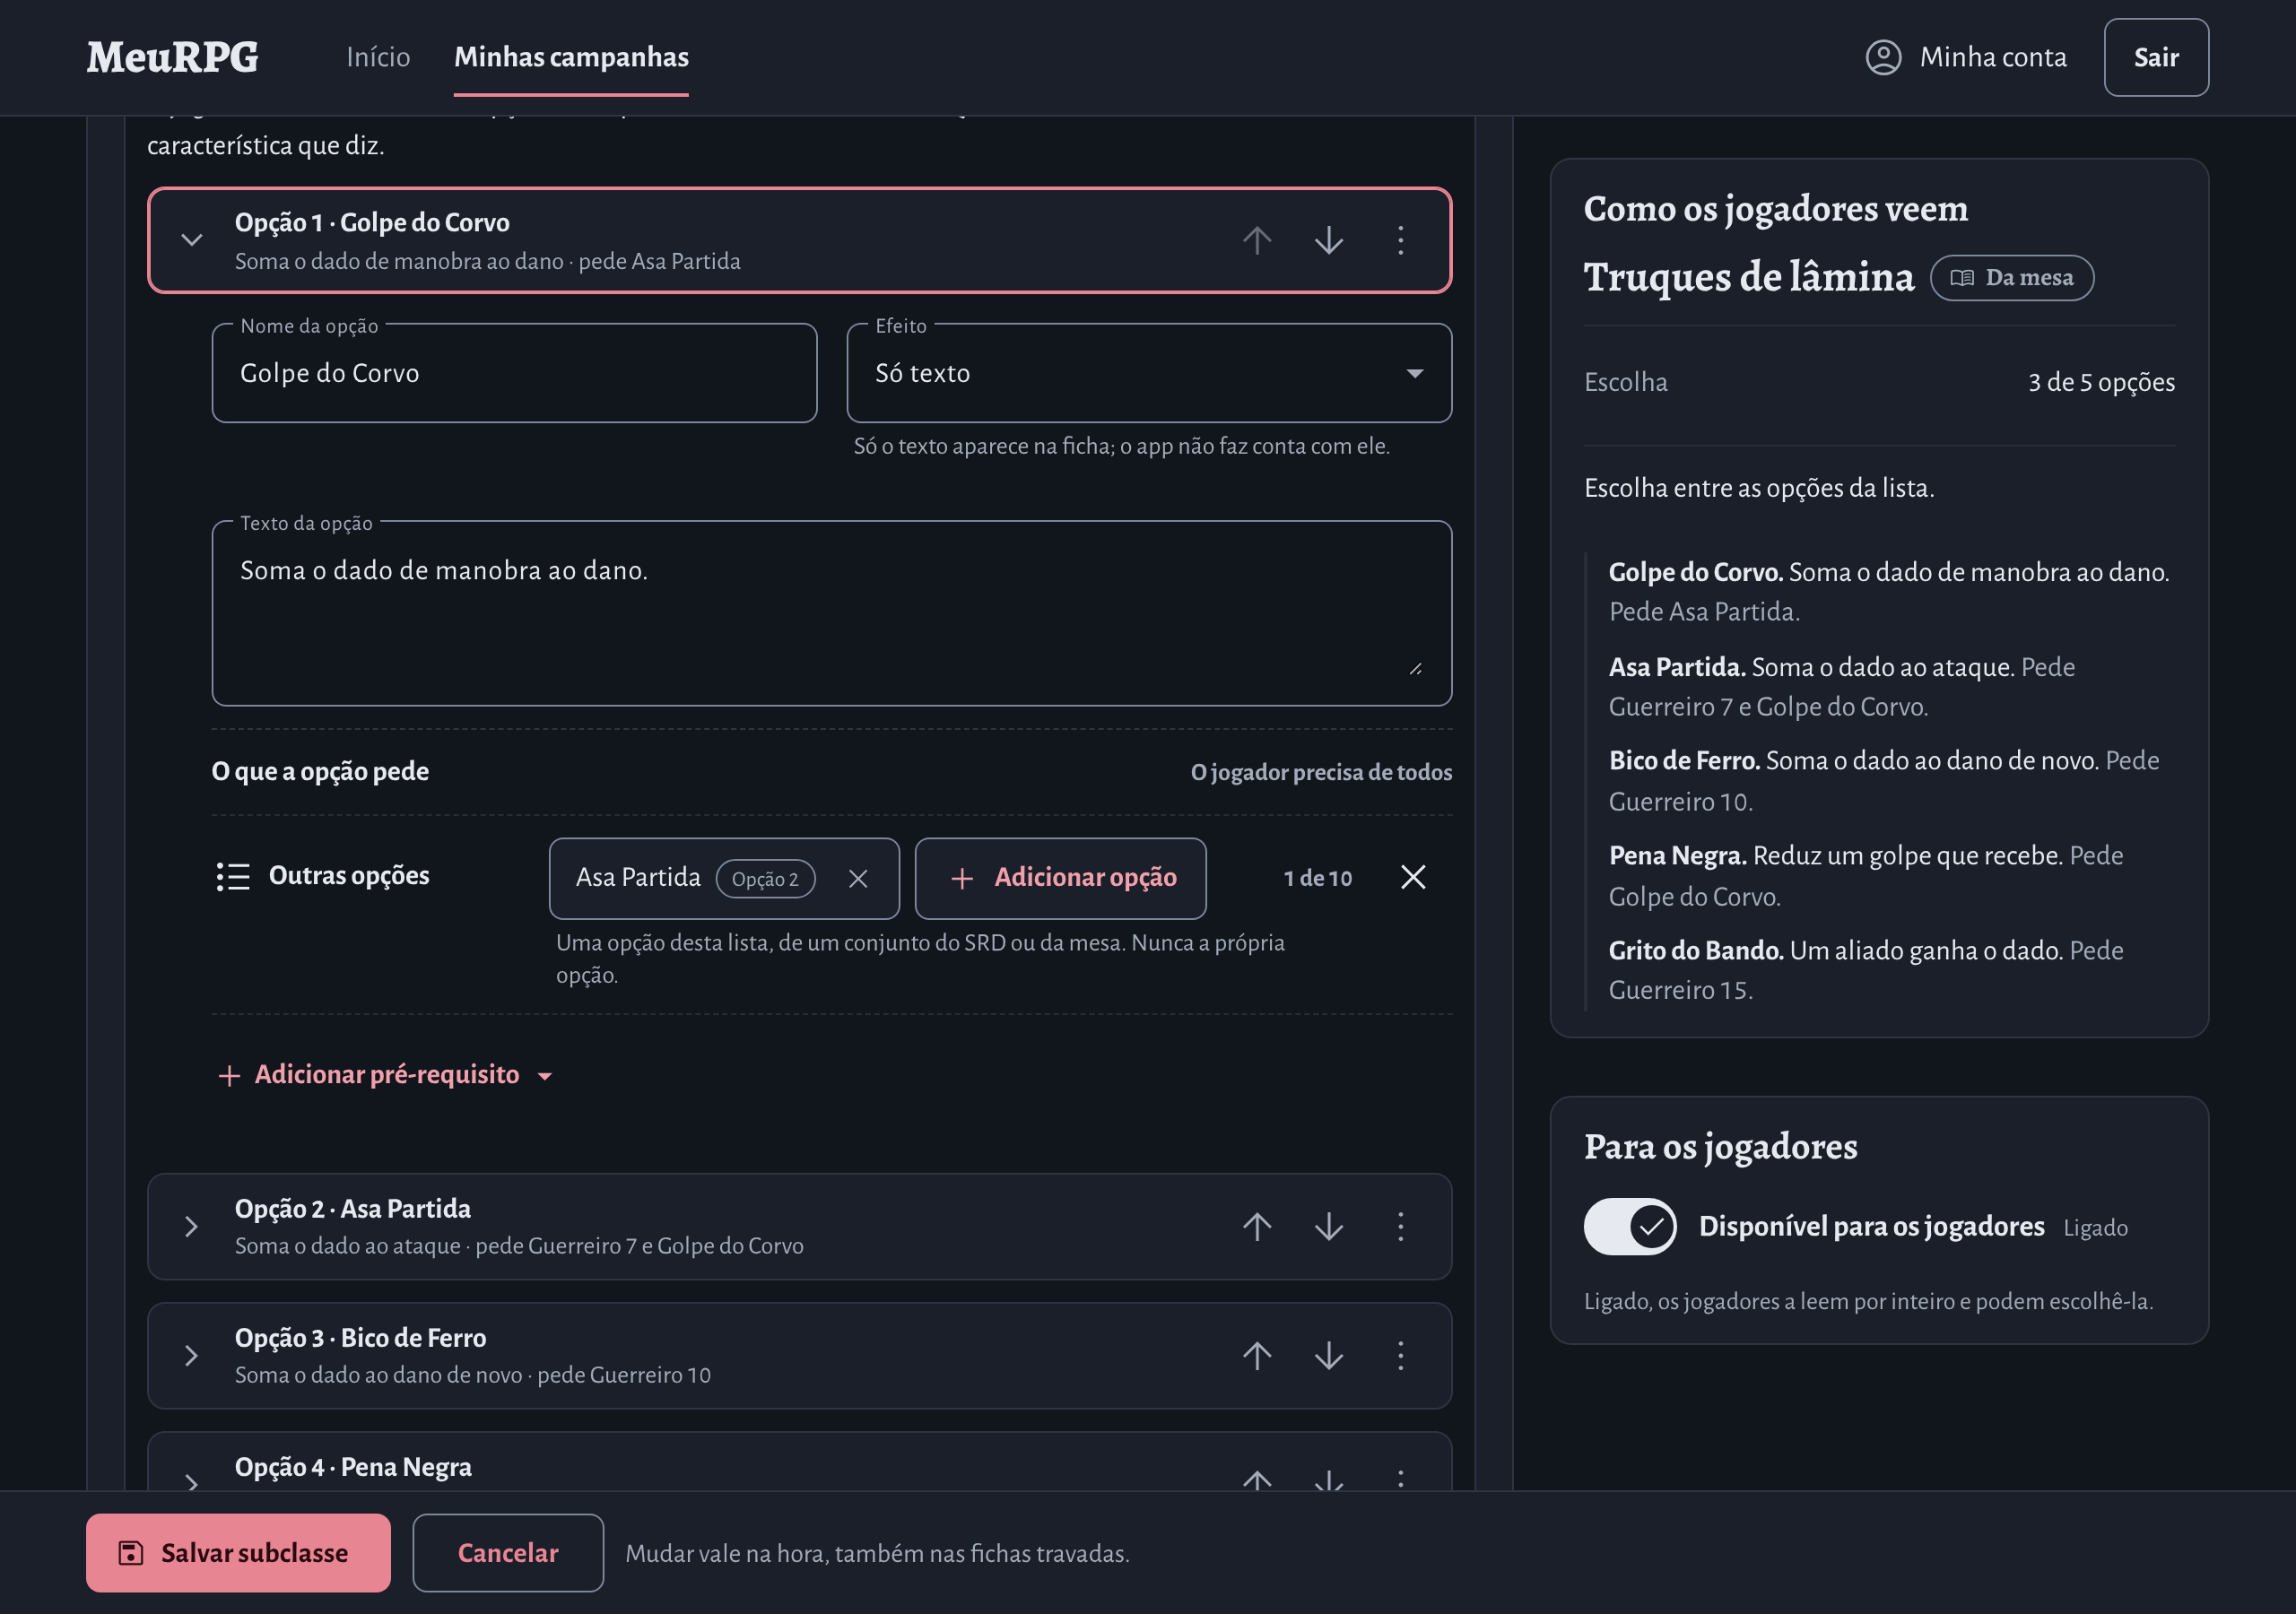 MeuRPG
Início
Minhas campanhas
Minha conta
Sair
característica que diz.
Opção 1 · Golpe do Corvo
Soma o dado de manobra ao dano · pede Asa Partida
Nome da opção
Golpe do Corvo
Efeito
Só texto
Só o texto aparece na ficha; o app não faz conta com ele.
Texto da opção
Soma o dado de manobra ao dano.
O que a opção pede
O jogador precisa de todos
Outras opções
Asa Partida
Opção 2
Adicionar opção
1 de 10
Uma opção desta lista, de um conjunto do SRD ou da mesa. Nunca a própria
opção.
Adicionar pré-requisito
Opção 2 · Asa Partida
Soma o dado ao ataque · pede Guerreiro 7 e Golpe do Corvo
Opção 3 · Bico de Ferro
Soma o dado ao dano de novo · pede Guerreiro 10
Opção 4 · Pena Negra
Como os jogadores veem
Truques de lâmina
Da mesa
Escolha
3 de 5 opções
Escolha entre as opções da lista.
Golpe do Corvo. Soma o dado de manobra ao dano.
Pede Asa Partida.
Asa Partida. Soma o dado ao ataque. Pede
Guerreiro 7 e Golpe do Corvo.
Bico de Ferro. Soma o dado ao dano de novo. Pede
Guerreiro 10.
Pena Negra. Reduz um golpe que recebe. Pede
Golpe do Corvo.
Grito do Bando. Um aliado ganha o dado. Pede
Guerreiro 15.
Para os jogadores
Disponível para os jogadores
Ligado
Ligado, os jogadores a leem por inteiro e podem escolhê-la.
Salvar subclasse
Cancelar
Mudar vale na hora, também nas fichas travadas.